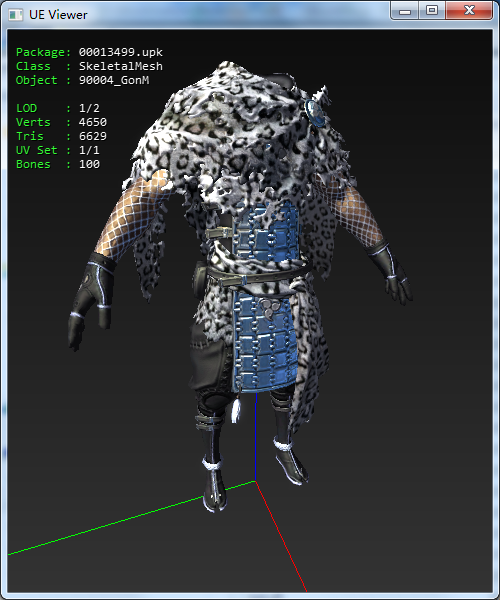 UE Viewer
Package: 00013499.upk
Class  : SkeletalMesh
Object : 90004_GonM
LOD    : 1/2
Verts  : 4650
Tris   : 6629
UV Set : 1/1
Bones  : 100